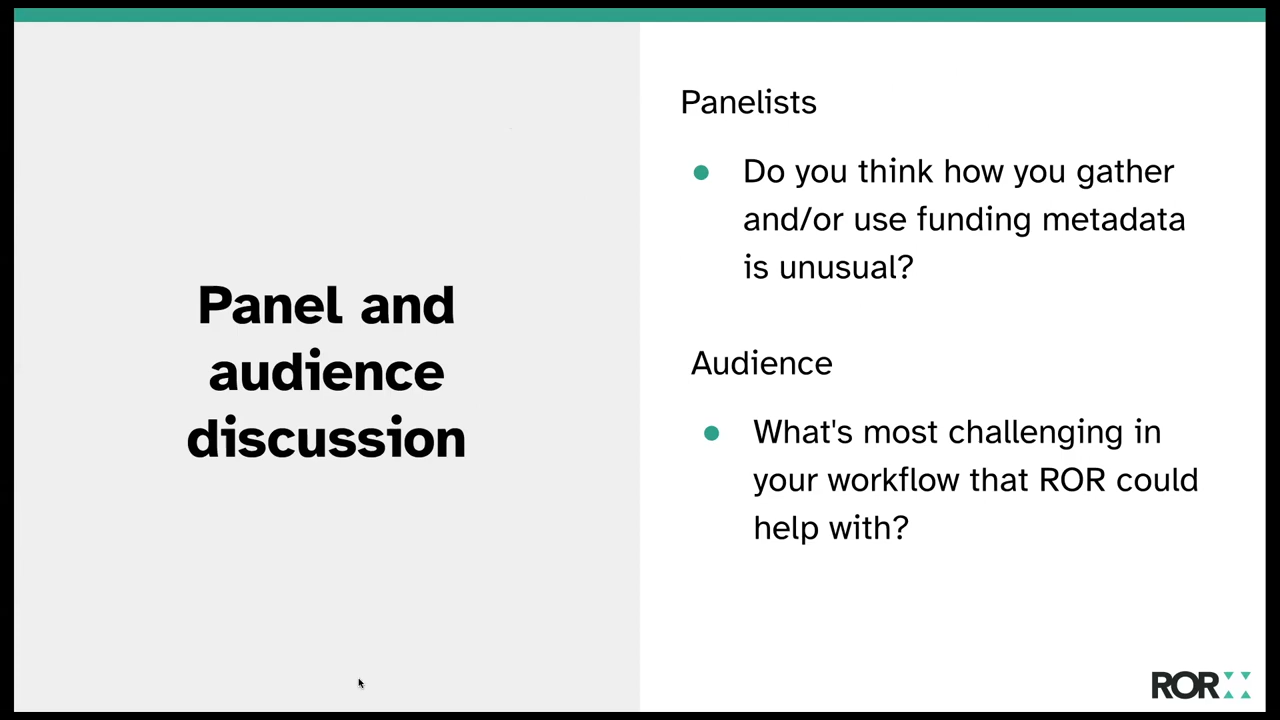 Panel and
audience
discussion
Panelists
● Do you think how you gather
and/or use funding metadata
is unusual?
Audience
● What's most challenging in
your workflow that ROR could
help with?
ROR